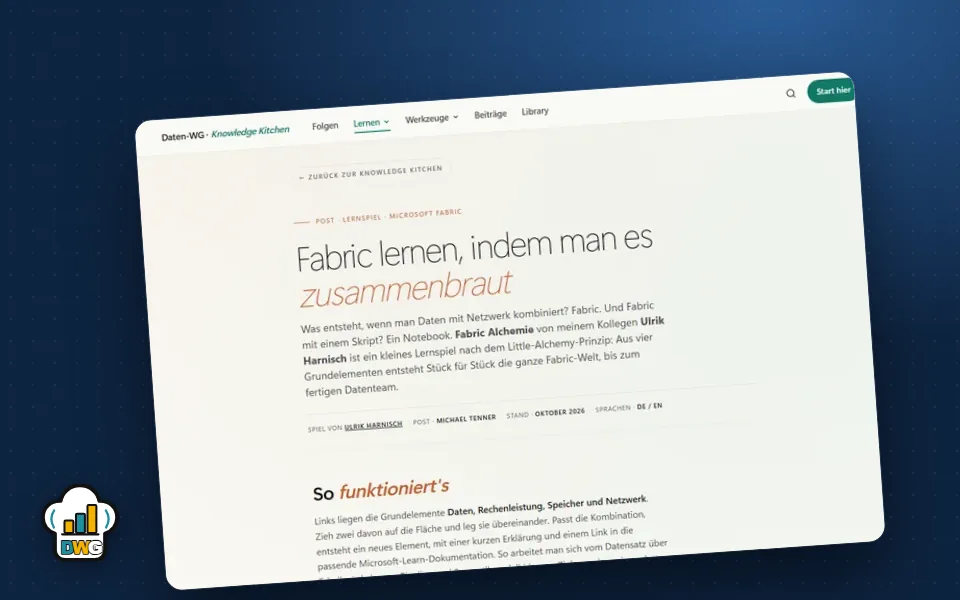 Daten-WG · Knowledge Kitchen
Folgen
Lernen
Werkzeuge
Beiträge
Library
Start hier
← ZURÜCK ZUR KNOWLEDGE KITCHEN
POST · LERNSPIEL · MICROSOFT FABRIC
Fabric lernen, indem man es
zusammenbraut
Was entsteht, wenn man Daten mit Netzwerk kombiniert? Fabric. Und Fabric
mit einem Skript? Ein Notebook. Fabric Alchemie von meinem Kollegen Ulrik
Harnisch ist ein kleines Lernspiel nach dem Little-Alchemy-Prinzip: Aus vier
Grundelementen entsteht Stück für Stück die ganze Fabric-Welt, bis zum
fertigen Datenteam.
SPIEL VON ULRIK HARNISCH
POST · MICHAEL TENNER
STAND · OKTOBER 2026
SPRACHEN · DE / EN
So funktioniert's
Links liegen die Grundelemente Daten, Rechenleistung, Speicher und Netzwerk.
Zieh zwei davon auf die Fläche und leg sie übereinander. Passt die Kombination,
entsteht ein neues Element, mit einer kurzen Erklärung und einem Link in die
passende Microsoft-Learn-Dokumentation. So arbeitet man sich vom Datensatz über
DWG